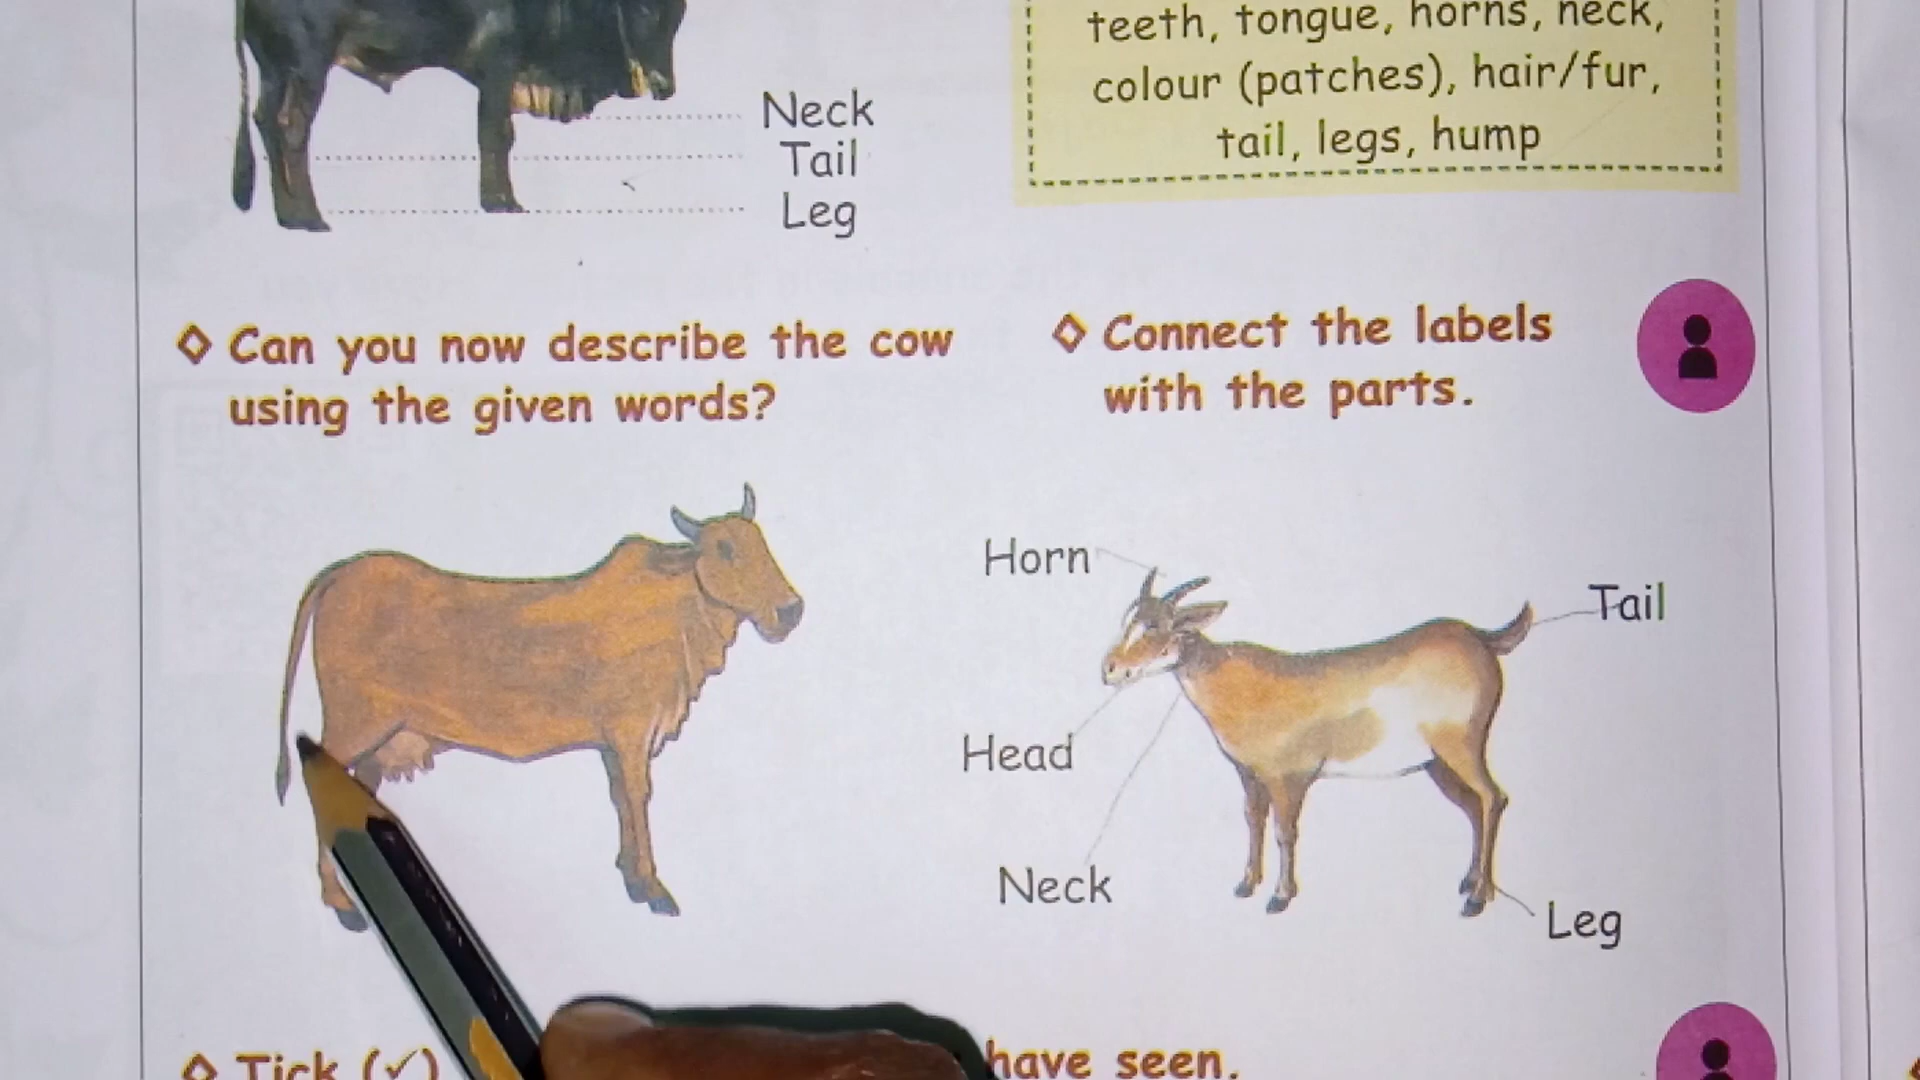 teeth, tongue, horns, neck,
colour (patches), hair/fur,
tail, legs, hump
Neck
Tail
Leg
◇ Can you now describe the cow
using the given words?
◇ Connect the labels
with the parts.
Horn
Tail
Head
Neck
Leg
◇ Tick (✓)
have seen.